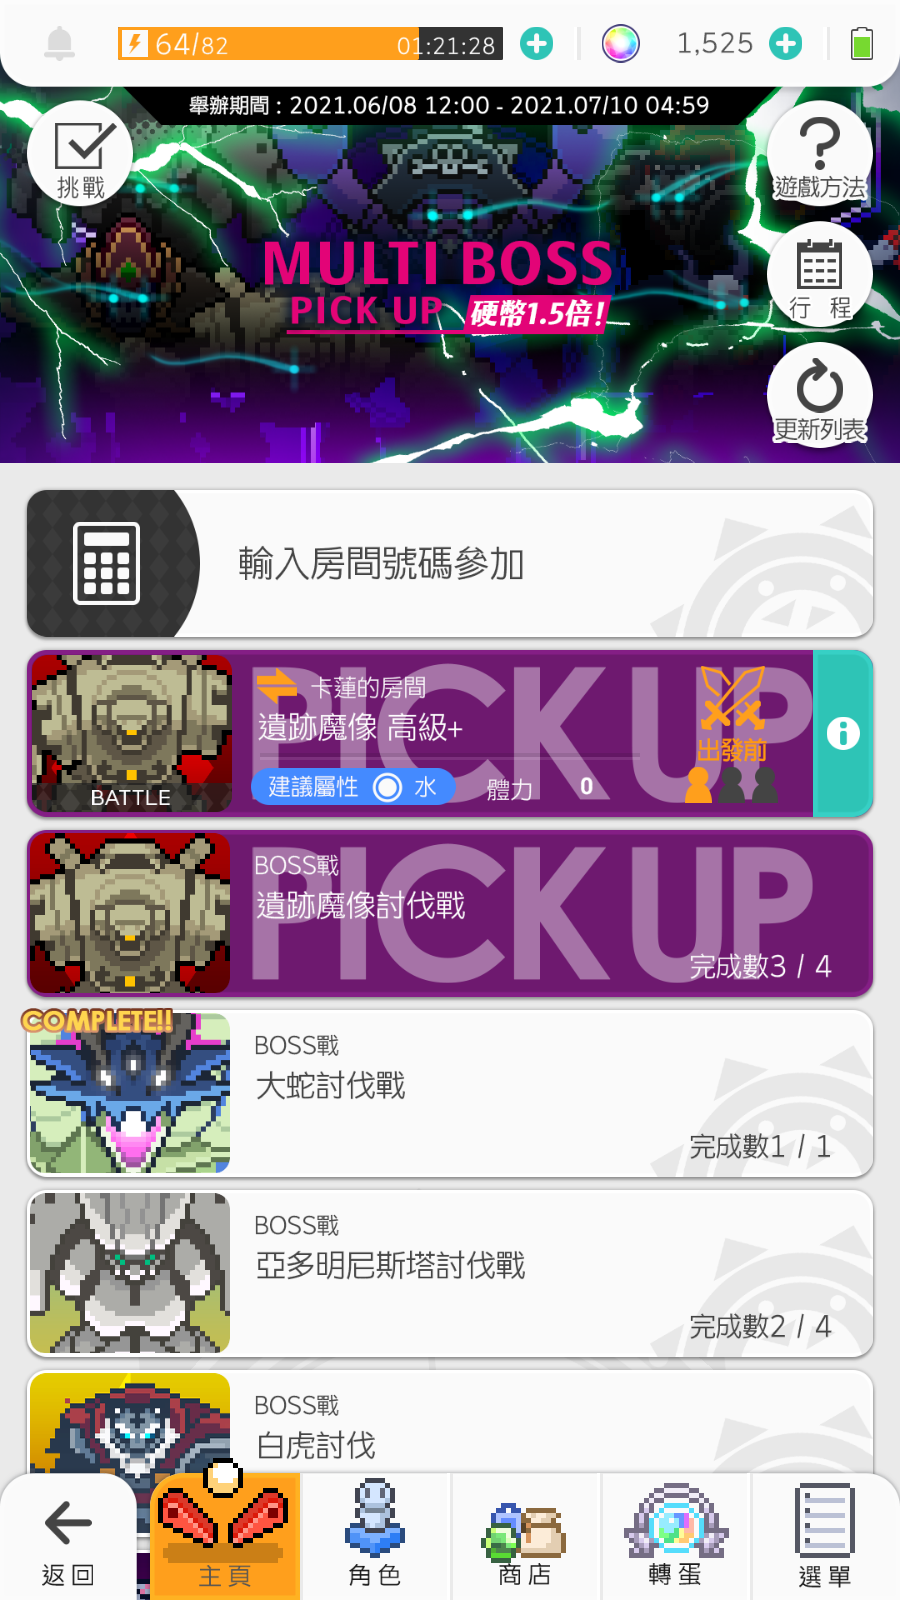 64/82
01:21:28
1,525
舉辦期間：2021.06/08 12:00 - 2021.07/10 04:59
挑戰
遊戲方法
MULTI BOSS
PICK UP 硬幣1.5倍!
行 程
更新列表
輸入房間號碼參加
PICK UP
卡蓮的房間
遺跡魔像 高級+
出發前
BATTLE
建議屬性 水
體力 0
PICK UP
BOSS戰
遺跡魔像討伐戰
完成數3 / 4
COMPLETE!!
BOSS戰
大蛇討伐戰
完成數1 / 1
BOSS戰
亞多明尼斯塔討伐戰
完成數2 / 4
BOSS戰
白虎討伐
返回
主頁
角色
商店
轉蛋
選單